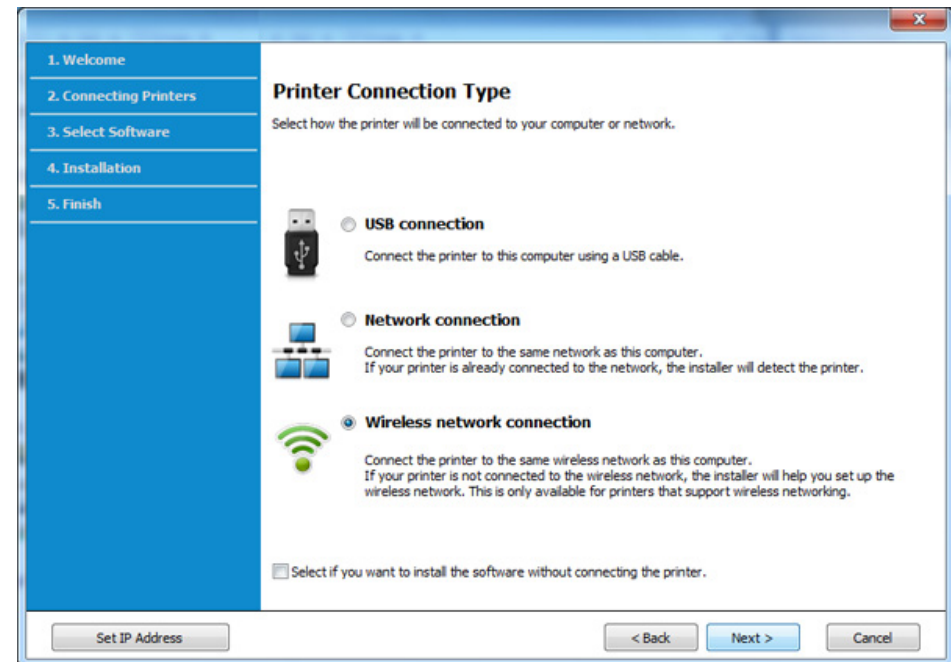 1. Welcome
2. Connecting Printers
3. Select Software
4. Installation
5. Finish
Printer Connection Type
Select how the printer will be connected to your computer or network.
USB connection
Connect the printer to this computer using a USB cable.
Network connection
Connect the printer to the same network as this computer.
If your printer is already connected to the network, the installer will detect the printer.
Wireless network connection
Connect the printer to the same wireless network as this computer.
If your printer is not connected to the wireless network, the installer will help you set up the
wireless network. This is only available for printers that support wireless networking.
Select if you want to install the software without connecting the printer.
Set IP Address
< Back
Next >
Cancel